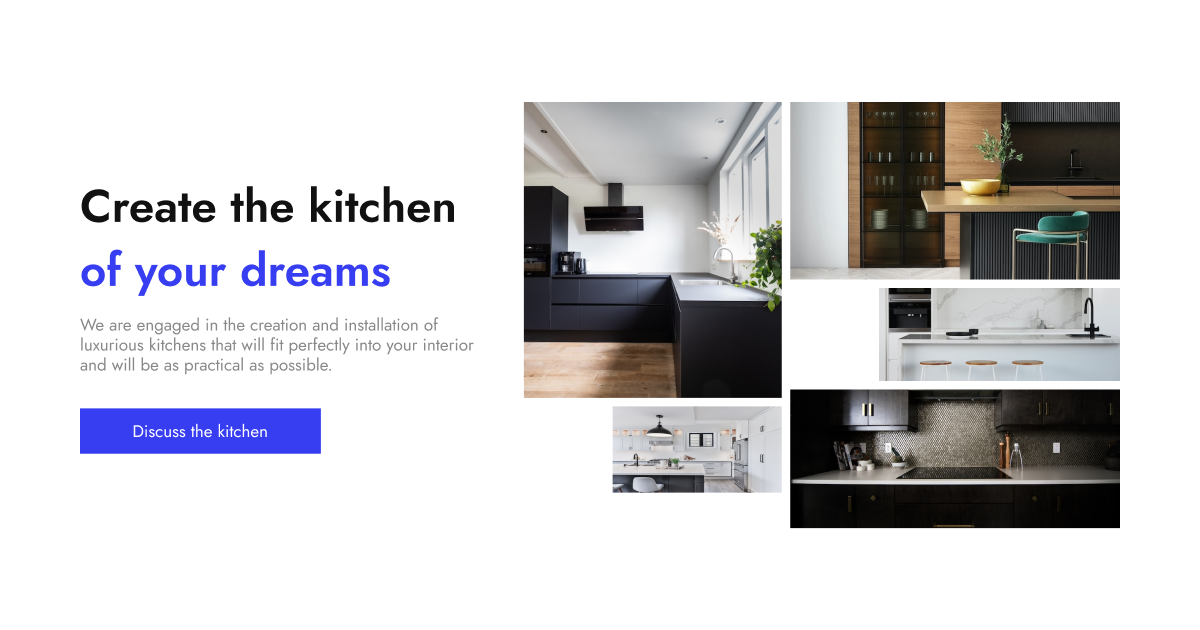 Create the kitchen
of your dreams
We are engaged in the creation and installation of
luxurious kitchens that will fit perfectly into your interior
and will be as practical as possible.
Discuss the kitchen